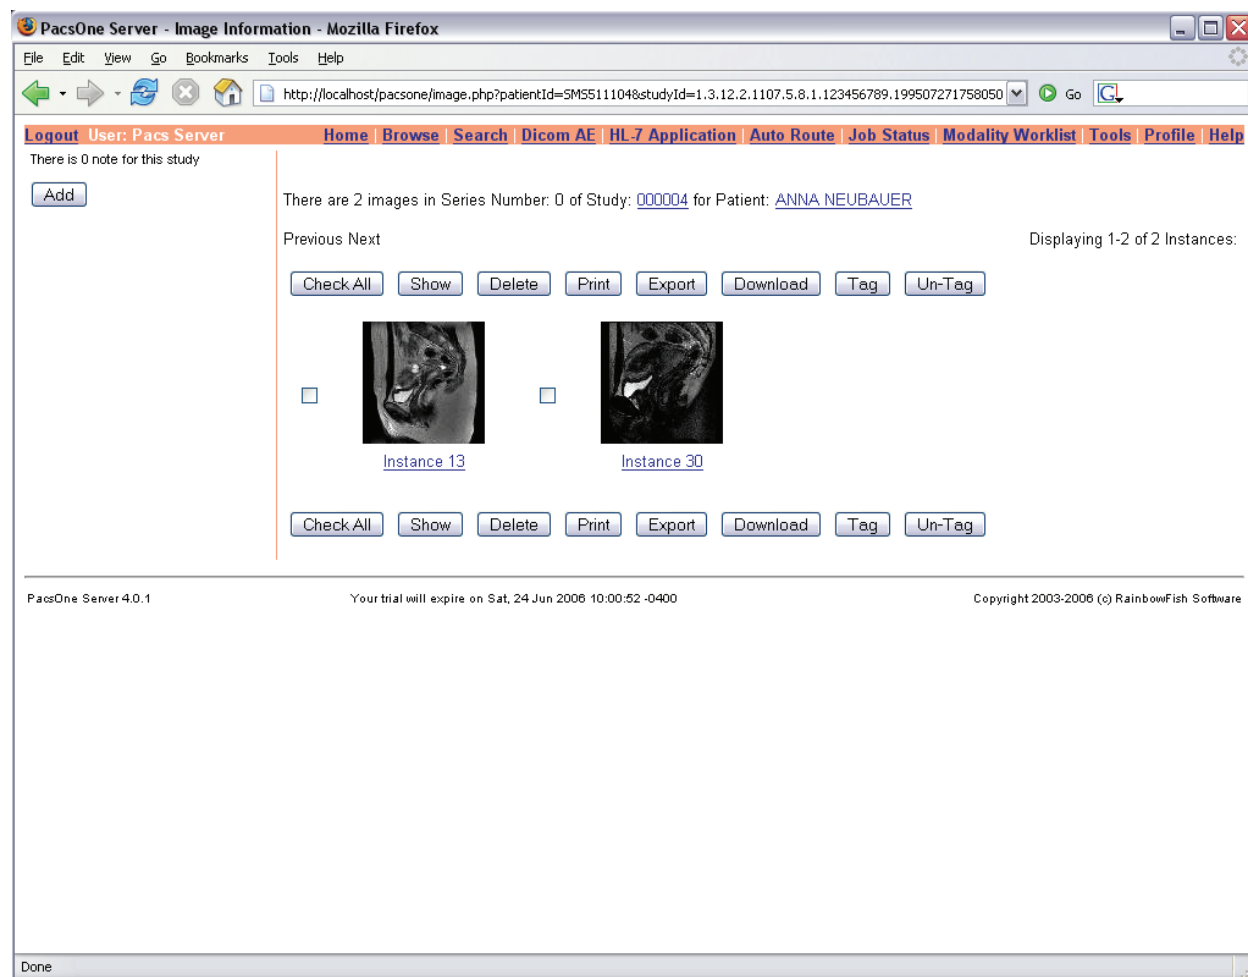 PacsOne Server - Image Information - Mozilla Firefox
File Edit View Go Bookmarks Tools Help
http://localhost/pacsone/image.php?patientId=SMS511104&studyId=1.3.12.2.1107.5.8.1.123456789.199507271758050 Go G
Logout User: Pacs Server Home | Browse | Search | Dicom AE | HL-7 Application | Auto Route | Job Status | Modality Worklist | Tools | Profile | Help
There is 0 note for this study
Add
There are 2 images in Series Number: 0 of Study: 000004 for Patient: ANNA NEUBAUER
Previous Next Displaying 1-2 of 2 Instances:
Check All Show Delete Print Export Download Tag Un-Tag
Instance 13 Instance 30
Check All Show Delete Print Export Download Tag Un-Tag
PacsOne Server 4.0.1 Your trial will expire on Sat, 24 Jun 2006 10:00:52 -0400 Copyright 2003-2006 (c) RainbowFish Software
Done